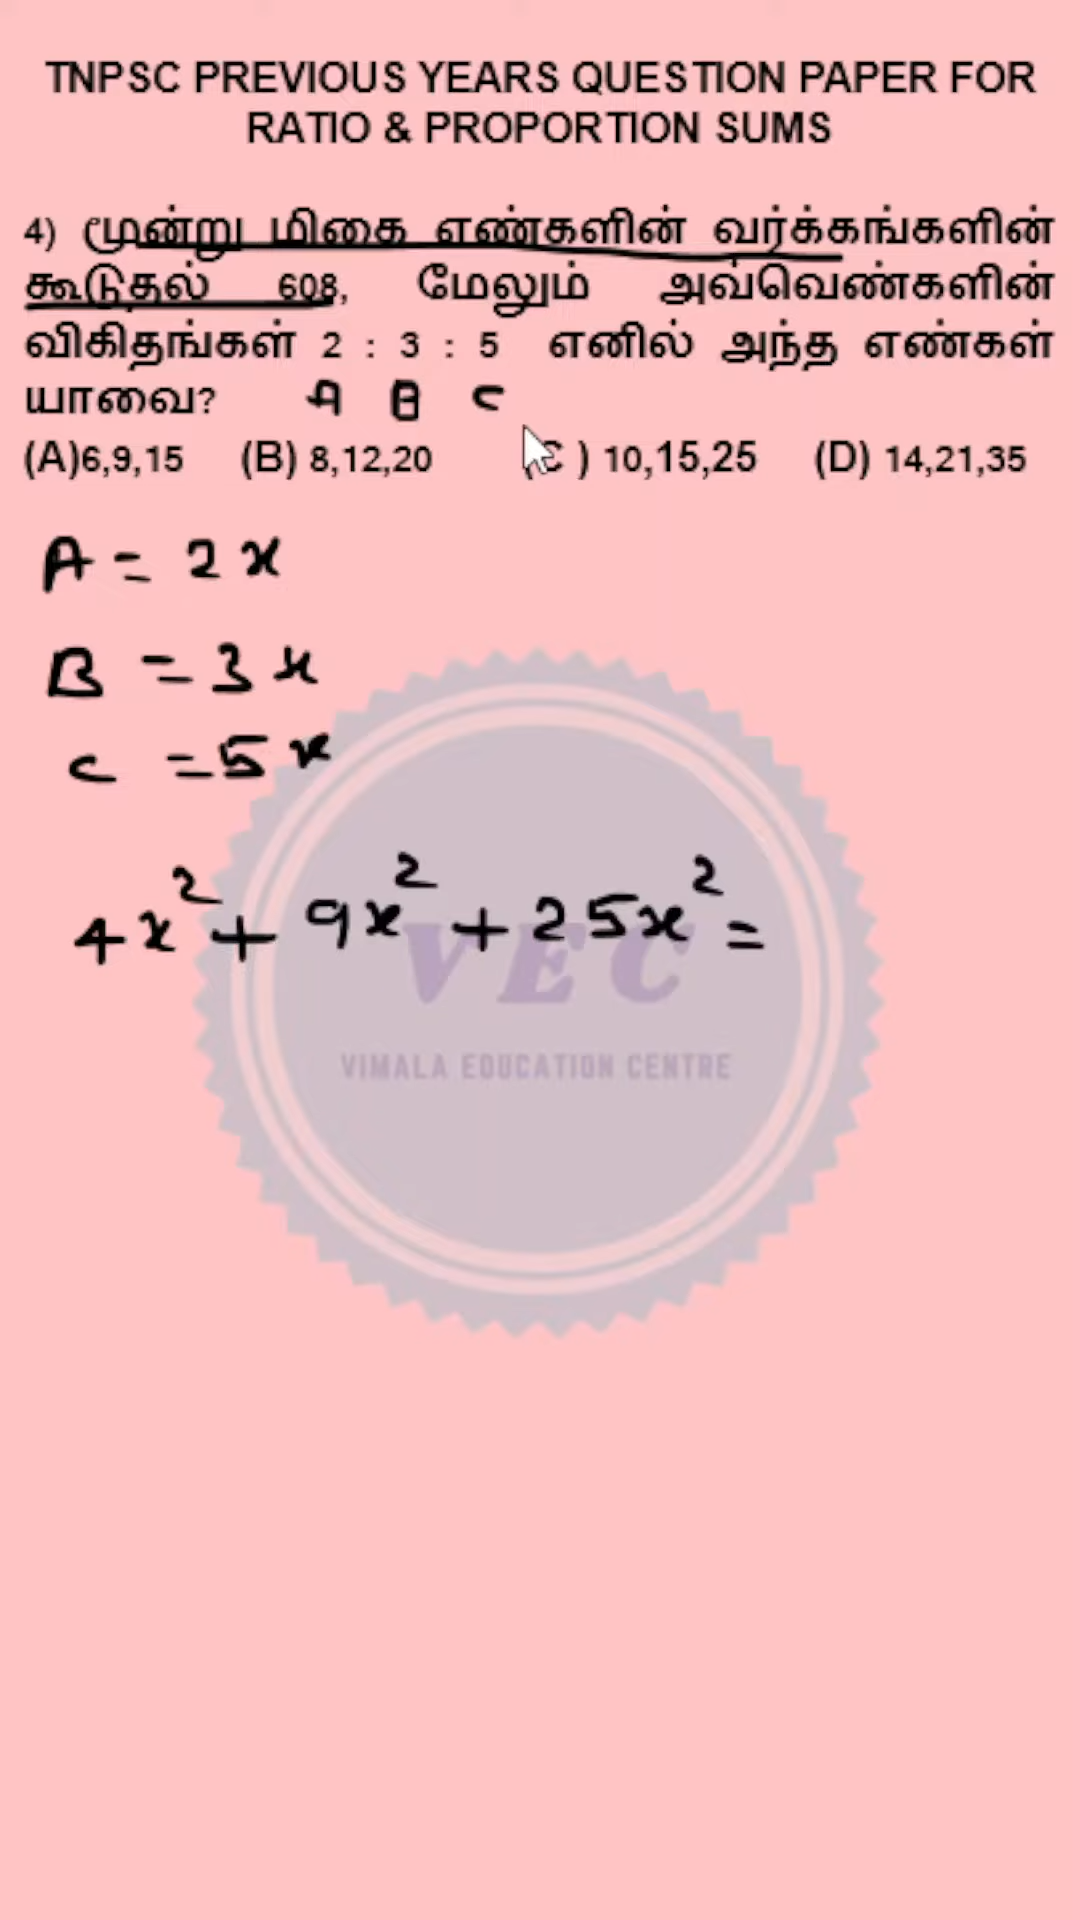 TNPSC PREVIOUS YEARS QUESTION PAPER FOR
RATIO & PROPORTION SUMS
4) மூன்று மிகை எண்களின் வர்க்கங்களின்
கூடுதல் 608, மேலும் அவ்வெண்களின்
விகிதங்கள் 2 : 3 : 5 எனில் அந்த எண்கள்
யாவை? A B C
(A)6,9,15 (B) 8,12,20 (C ) 10,15,25 (D) 14,21,35
A = 2x
B = 3x
C = 5x
4x² + 9x² + 25x² =
VEC
VIMALA EDUCATION CENTRE